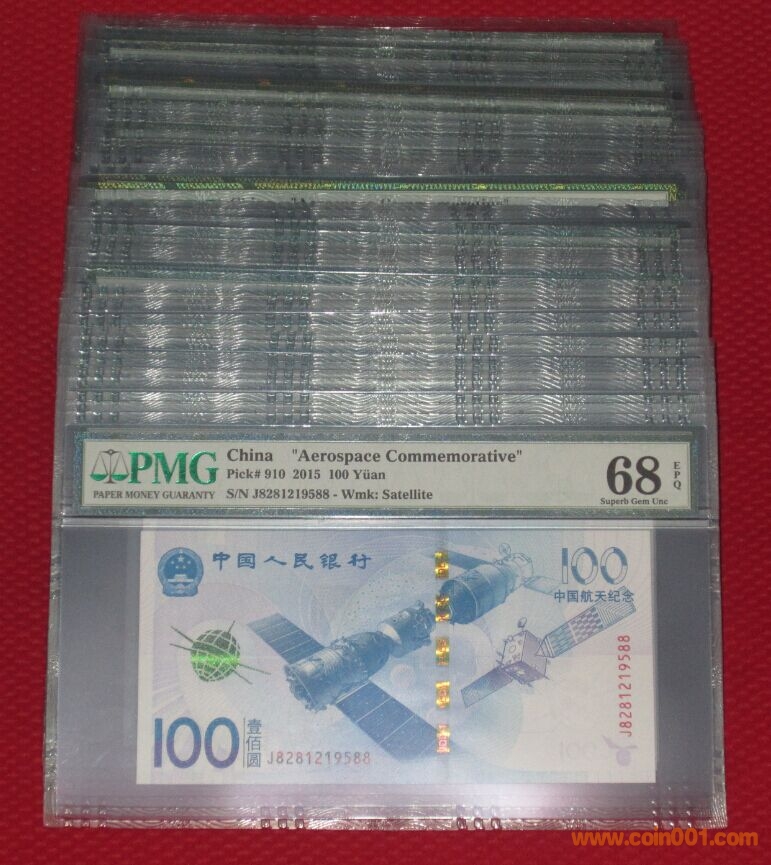 PMG
PAPER MONEY GUARANTY
China "Aerospace Commemorative"
Pick# 910 2015 100 Yüan
S/N J8281219588 - Wmk: Satellite
68
EPQ
Superb Gem Unc
中国人民银行
100
中国航天纪念
J8281219588
100
壹佰圆
J8281219588
100
www.coin001.com